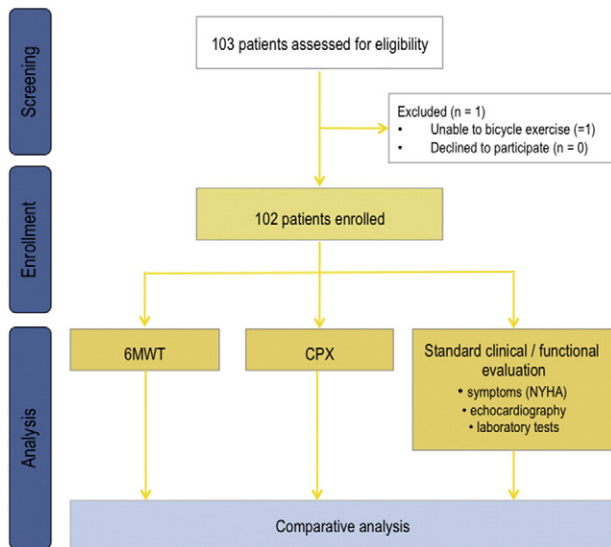 Screening
103 patients assessed for eligibility
Excluded (n = 1)
• Unable to bicycle exercise (=1)
• Declined to participate (n = 0)
Enrollment
102 patients enrolled
Analysis
6MWT
CPX
Standard clinical / functional
evaluation
• symptoms (NYHA)
• echocardiography
• laboratory tests
Comparative analysis